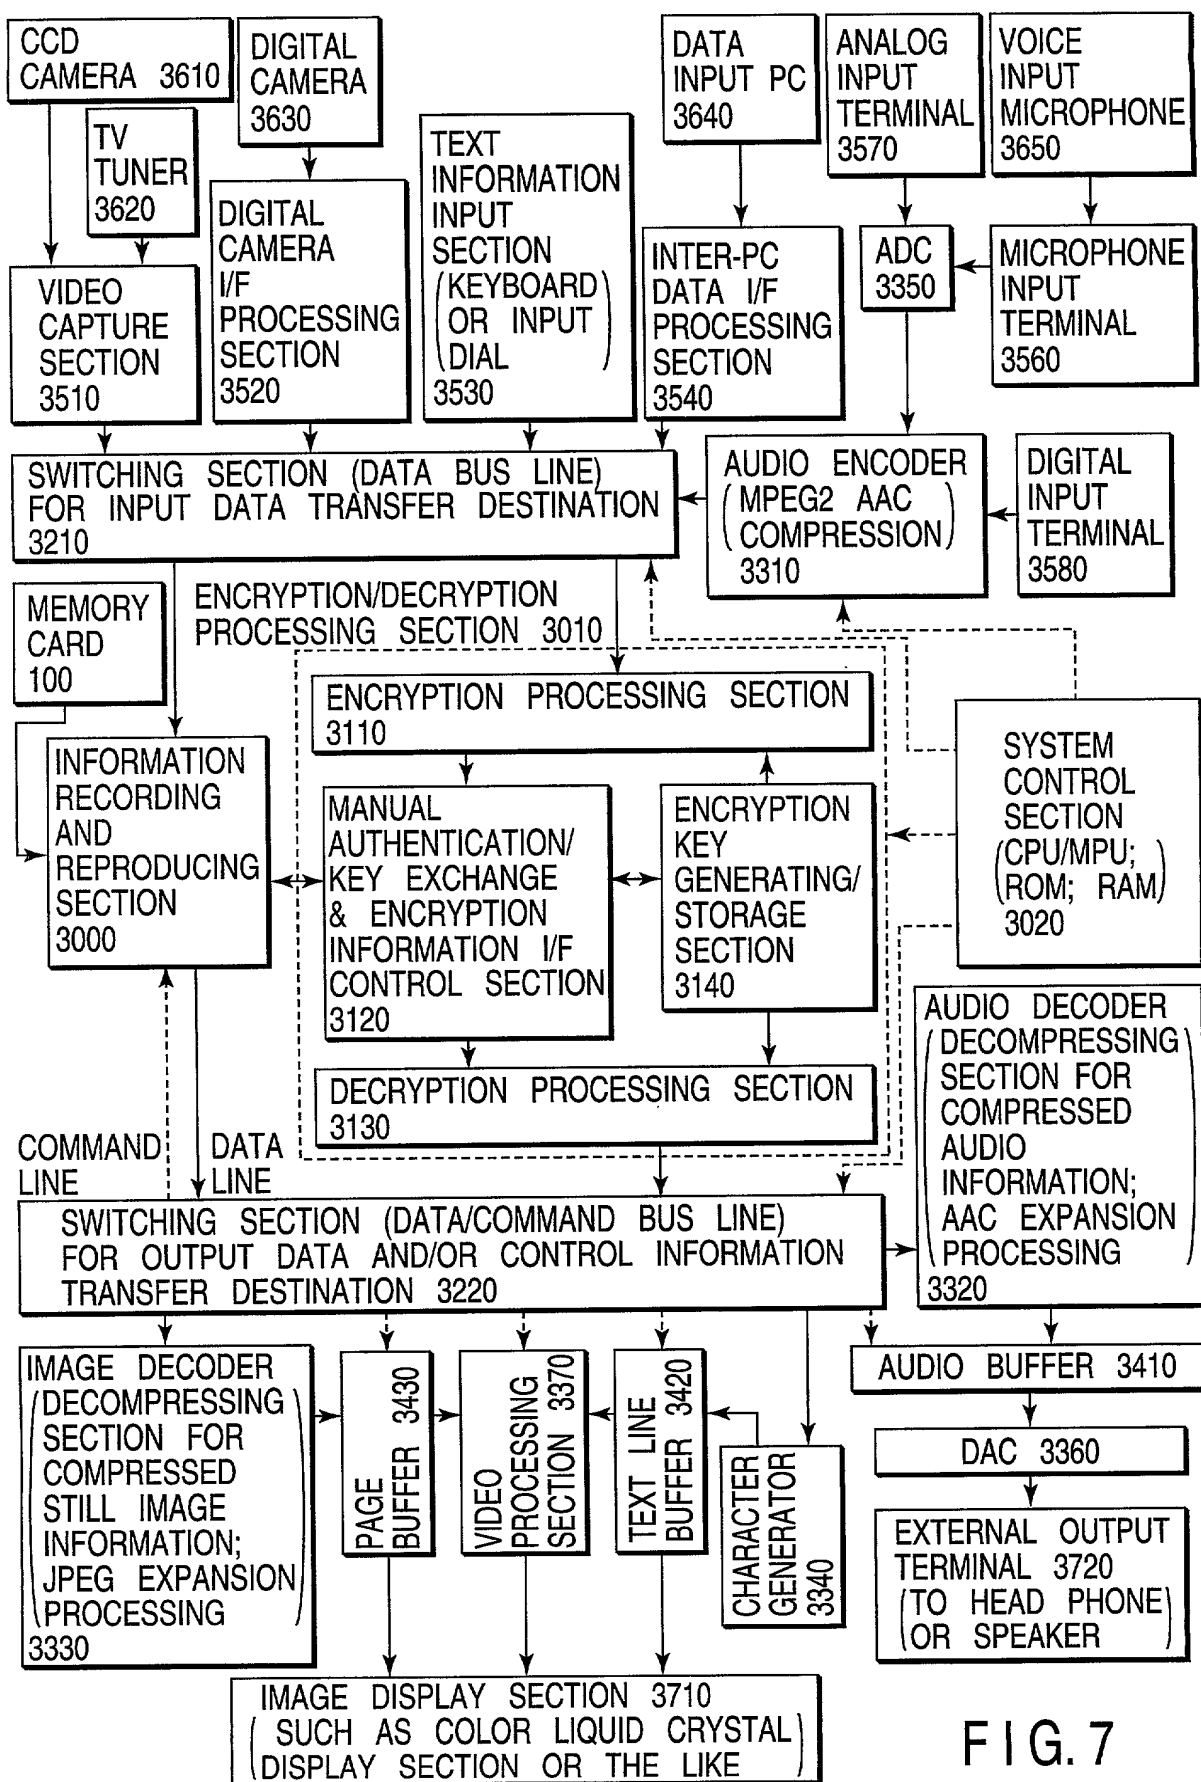 CCD
CAMERA 3610
DIGITAL
CAMERA
3630
DATA
INPUT PC
3640
ANALOG
INPUT
TERMINAL
3570
VOICE
INPUT
MICROPHONE
3650
TV
TUNER
3620
TEXT
INFORMATION
INPUT
SECTION
(KEYBOARD
OR INPUT
DIAL)
3530
DIGITAL
CAMERA
I/F
PROCESSING
SECTION
3520
INTER-PC
DATA I/F
PROCESSING
SECTION
3540
ADC
3350
MICROPHONE
INPUT
TERMINAL
3560
VIDEO
CAPTURE
SECTION
3510
SWITCHING SECTION (DATA BUS LINE)
FOR INPUT DATA TRANSFER DESTINATION
3210
AUDIO ENCODER
(MPEG2 AAC
COMPRESSION)
3310
DIGITAL
INPUT
TERMINAL
3580
MEMORY
CARD
100
ENCRYPTION/DECRYPTION
PROCESSING SECTION 3010
ENCRYPTION PROCESSING SECTION
3110
INFORMATION
RECORDING
AND
REPRODUCING
SECTION
3000
MANUAL
AUTHENTICATION/
KEY EXCHANGE
& ENCRYPTION
INFORMATION I/F
CONTROL SECTION
3120
ENCRYPTION
KEY
GENERATING/
STORAGE
SECTION
3140
SYSTEM
CONTROL
SECTION
(CPU/MPU;
ROM; RAM)
3020
DECRYPTION PROCESSING SECTION
3130
AUDIO DECODER
(DECOMPRESSING
SECTION FOR
COMPRESSED
AUDIO
INFORMATION;
AAC EXPANSION
PROCESSING)
3320
COMMAND
LINE
DATA
LINE
SWITCHING SECTION (DATA/COMMAND BUS LINE)
FOR OUTPUT DATA AND/OR CONTROL INFORMATION
TRANSFER DESTINATION 3220
IMAGE DECODER
(DECOMPRESSING
SECTION FOR
COMPRESSED
STILL IMAGE
INFORMATION;
JPEG EXPANSION
PROCESSING)
3330
PAGE
BUFFER 3430
VIDEO
PROCESSING
SECTION 3370
TEXT LINE
BUFFER 3420
CHARACTER
GENERATOR
3340
AUDIO BUFFER 3410
DAC 3360
EXTERNAL OUTPUT
TERMINAL 3720
(TO HEAD PHONE
OR SPEAKER)
IMAGE DISPLAY SECTION 3710
(SUCH AS COLOR LIQUID CRYSTAL
DISPLAY SECTION OR THE LIKE)
FIG. 7